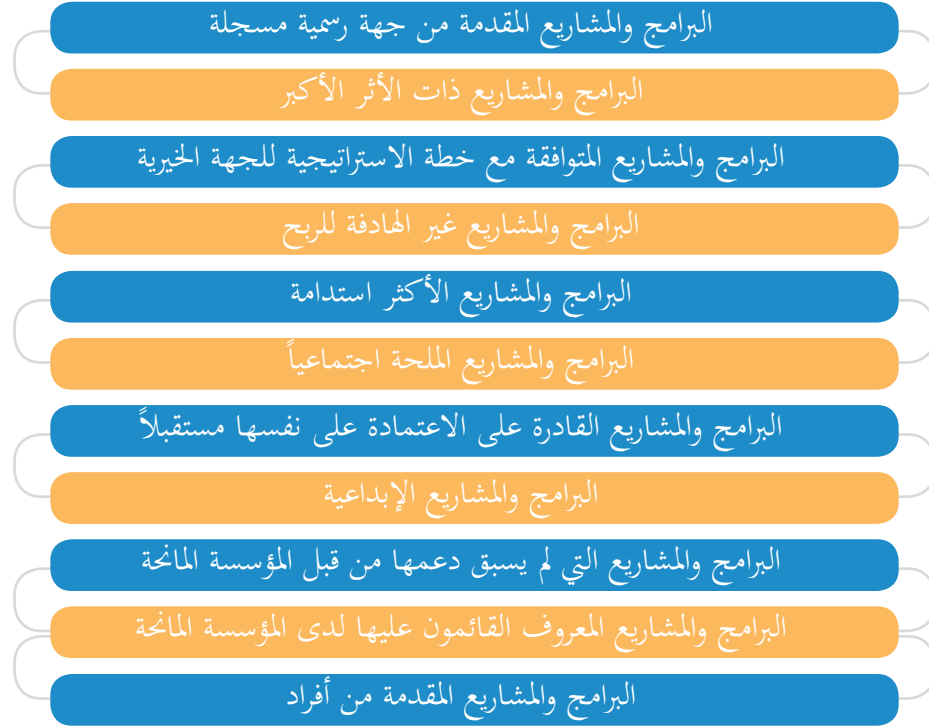 البرامج والمشاريع المقدمة من جهة رسمية مسجلة
البرامج والمشاريع ذات الأثر الأكبر
البرامج والمشاريع المتوافقة مع خطة الاستراتيجية للجهة الخيرية
البرامج والمشاريع غير الهادفة للربح
البرامج والمشاريع الأكثر استدامة
البرامج والمشاريع الملحة اجتماعياً
البرامج والمشاريع القادرة على الاعتمادة على نفسها مستقبلاً
البرامج والمشاريع الإبداعية
البرامج والمشاريع التي لم يسبق دعمها من قبل المؤسسة المانحة
البرامج والمشاريع المعروف القائمون عليها لدى المؤسسة المانحة
البرامج والمشاريع المقدمة من أفراد